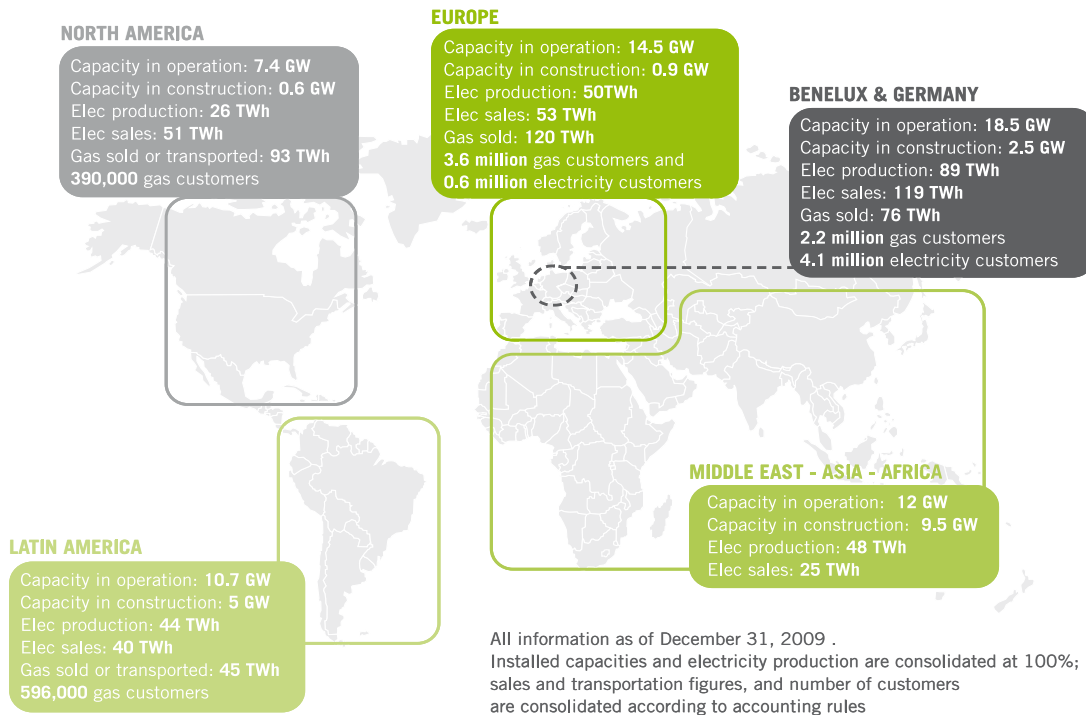 NORTH AMERICA
Capacity in operation: 7.4 GW
Capacity in construction: 0.6 GW
Elec production: 26 TWh
Elec sales: 51 TWh
Gas sold or transported: 93 TWh
390,000 gas customers
EUROPE
Capacity in operation: 14.5 GW
Capacity in construction: 0.9 GW
Elec production: 50TWh
Elec sales: 53 TWh
Gas sold: 120 TWh
3.6 million gas customers and
0.6 million electricity customers
BENELUX & GERMANY
Capacity in operation: 18.5 GW
Capacity in construction: 2.5 GW
Elec production: 89 TWh
Elec sales: 119 TWh
Gas sold: 76 TWh
2.2 million gas customers
4.1 million electricity customers
MIDDLE EAST - ASIA - AFRICA
Capacity in operation: 12 GW
Capacity in construction: 9.5 GW
Elec production: 48 TWh
Elec sales: 25 TWh
LATIN AMERICA
Capacity in operation: 10.7 GW
Capacity in construction: 5 GW
Elec production: 44 TWh
Elec sales: 40 TWh
Gas sold or transported: 45 TWh
596,000 gas customers
All information as of December 31, 2009 .
Installed capacities and electricity production are consolidated at 100%;
sales and transportation figures, and number of customers
are consolidated according to accounting rules